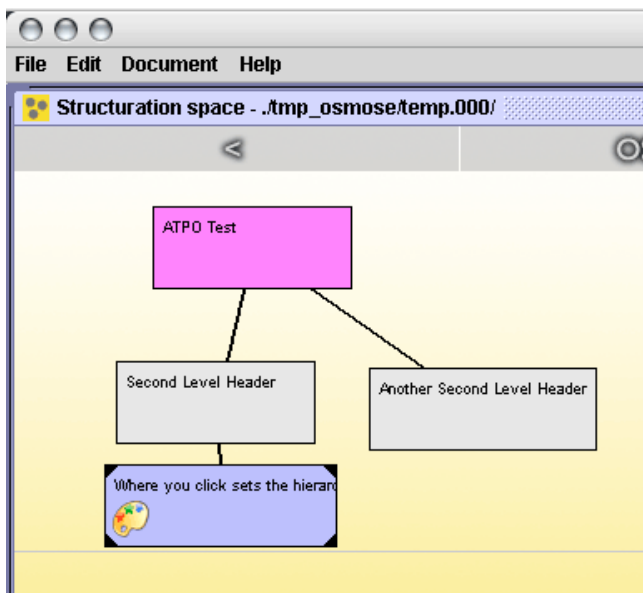 File Edit Document Help
Structuration space - ./tmp_osmose/temp.000/
<
ATPO Test
Second Level Header
Another Second Level Header
Where you click sets the